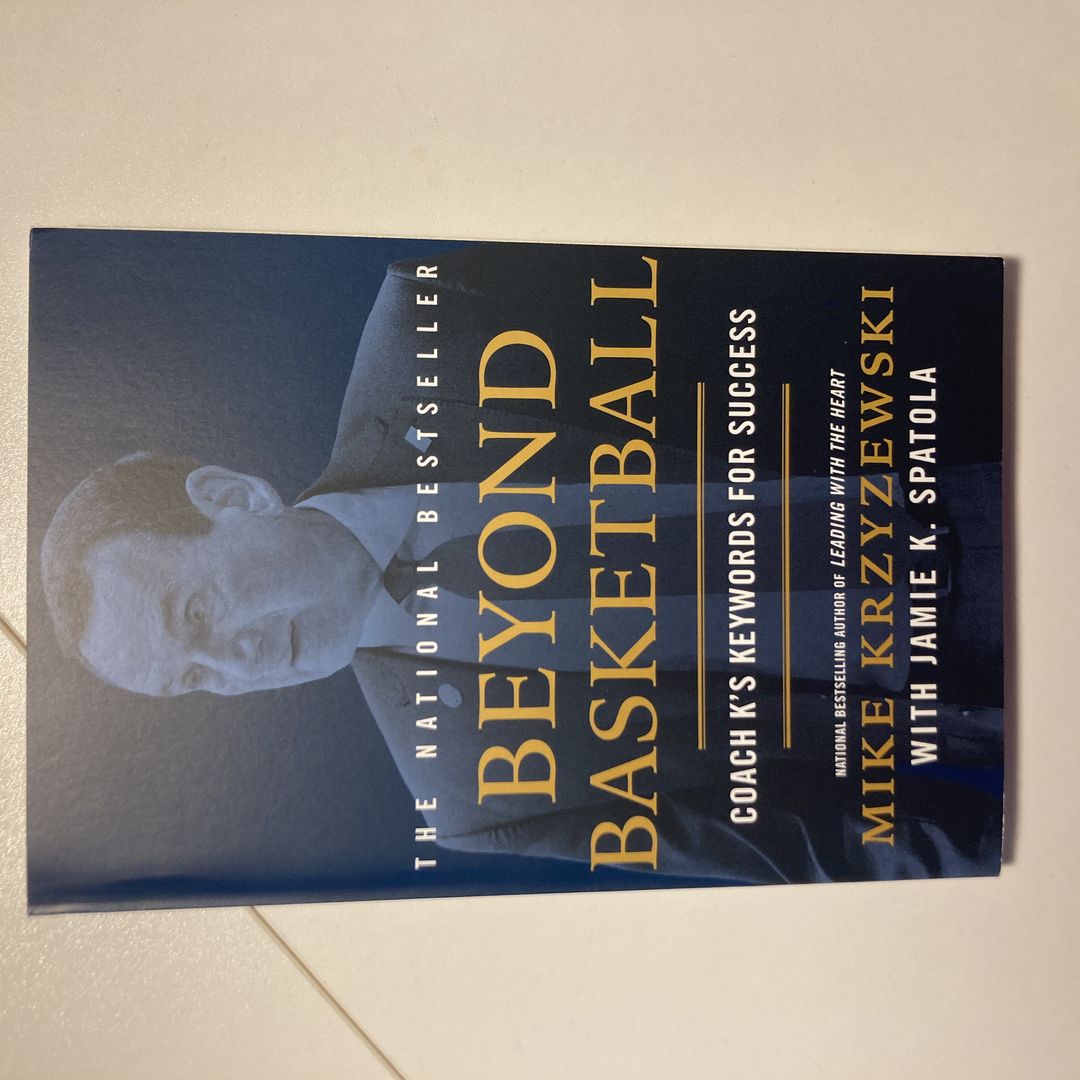 THE NATIONAL BESTSELLER
BEYOND
BASKETBALL
COACH K'S KEYWORDS FOR SUCCESS
NATIONAL BESTSELLING AUTHOR OF LEADING WITH THE HEART
MIKE KRZYZEWSKI
WITH JAMIE K. SPATOLA